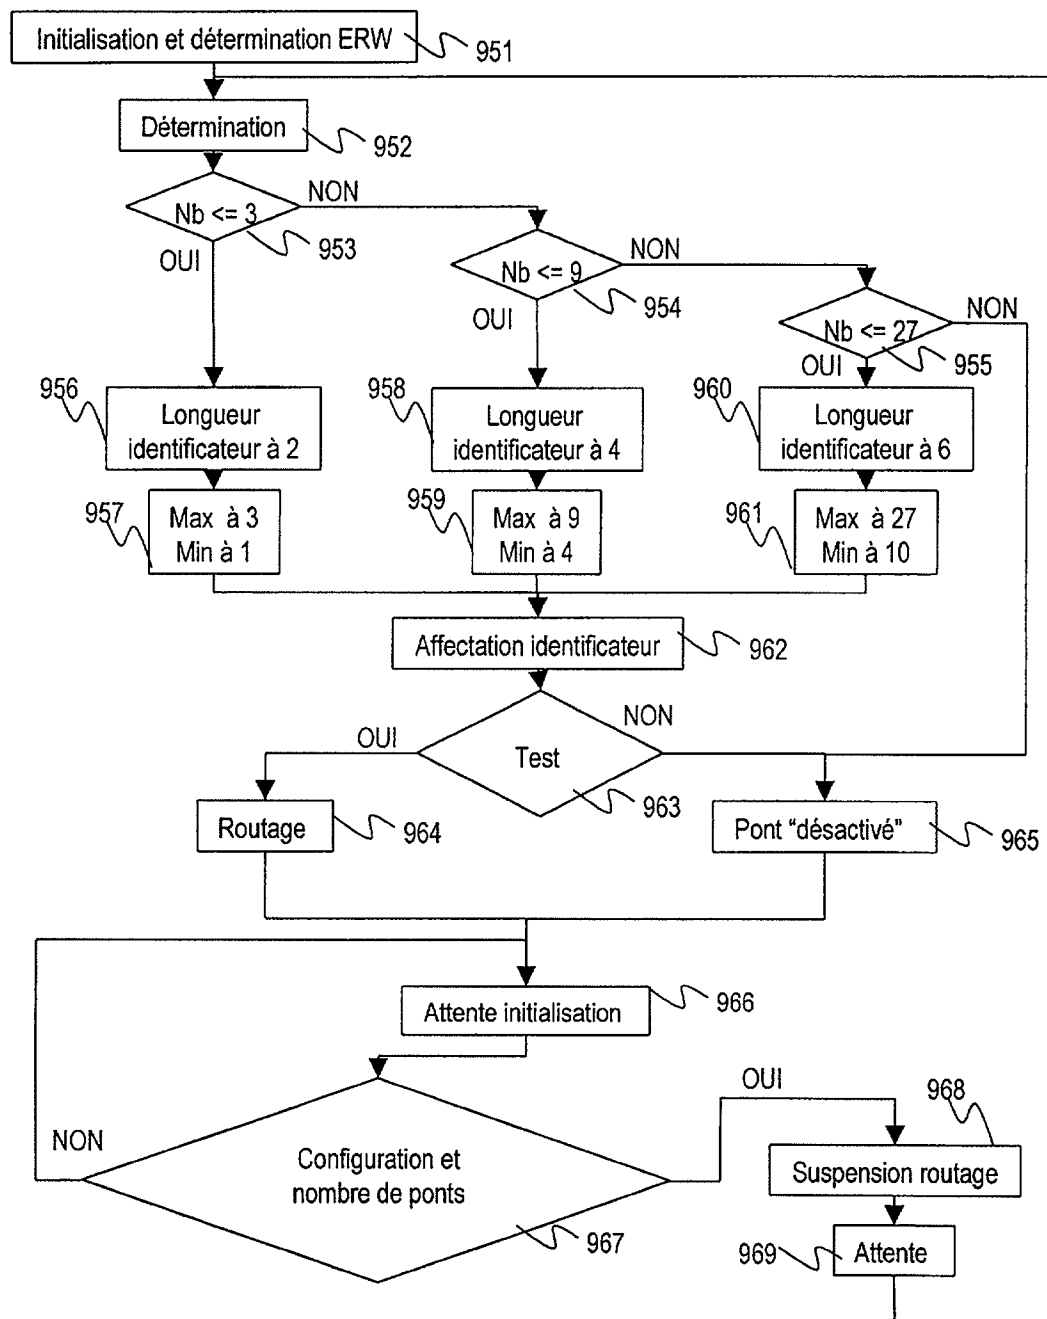 Initialisation et détermination ERW
951
Détermination
952
Nb <= 3
953
NON
OUI
Nb <= 9
954
NON
OUI
Nb <= 27
955
NON
OUI
956
Longueur
identificateur à 2
958
Longueur
identificateur à 4
960
Longueur
identificateur à 6
957
Max à 3
Min à 1
959
Max à 9
Min à 4
961
Max à 27
Min à 10
Affectation identificateur
962
OUI
NON
Test
963
Routage
964
Pont “désactivé”
965
Attente initialisation
966
NON
OUI
Configuration et
nombre de ponts
967
968
Suspension routage
969
Attente